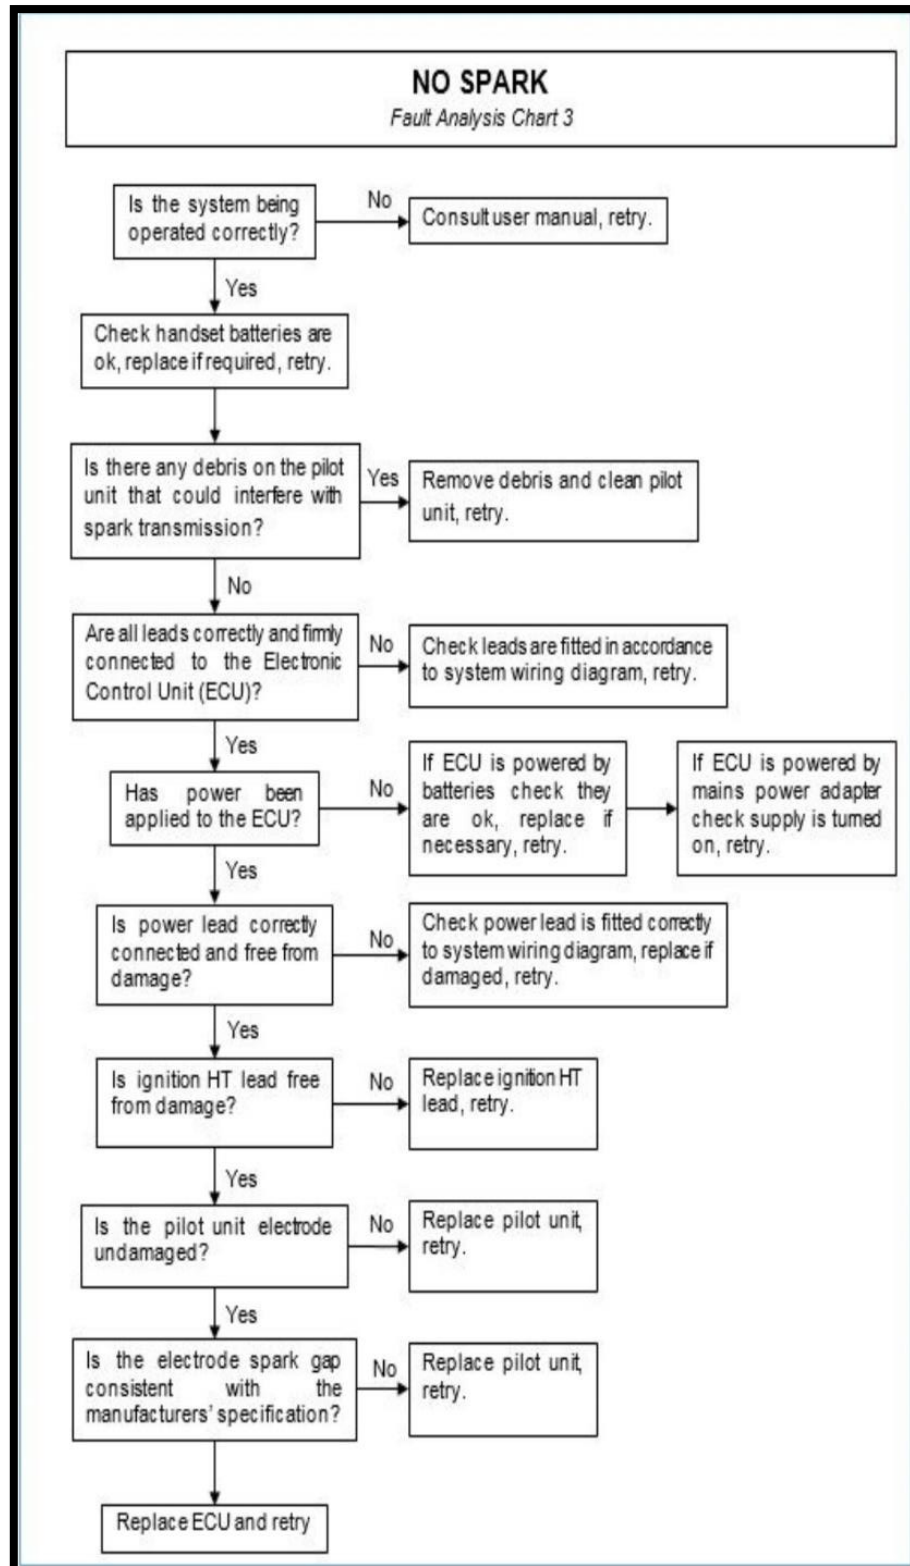 NO SPARK
Fault Analysis Chart 3
Is the system being
operated correctly?
No
Consult user manual, retry.
Yes
Check handset batteries are
ok, replace if required, retry.
Is there any debris on the pilot
unit that could interfere with
spark transmission?
Yes
Remove debris and clean pilot
unit, retry.
No
Are all leads correctly and firmly
connected to the Electronic
Control Unit (ECU)?
No
Check leads are fitted in accordance
to system wiring diagram, retry.
Yes
Has power been
applied to the ECU?
No
If ECU is powered by
batteries check they
are ok, replace if
necessary, retry.
If ECU is powered by
mains power adapter
check supply is turned
on, retry.
Yes
Is power lead correctly
connected and free from
damage?
No
Check power lead is fitted correctly
to system wiring diagram, replace if
damaged, retry.
Yes
Is ignition HT lead free
from damage?
No
Replace ignition HT
lead, retry.
Yes
Is the pilot unit electrode
undamaged?
No
Replace pilot unit,
retry.
Yes
Is the electrode spark gap
consistent with the
manufacturers' specification?
No
Replace pilot unit,
retry.
Replace ECU and retry